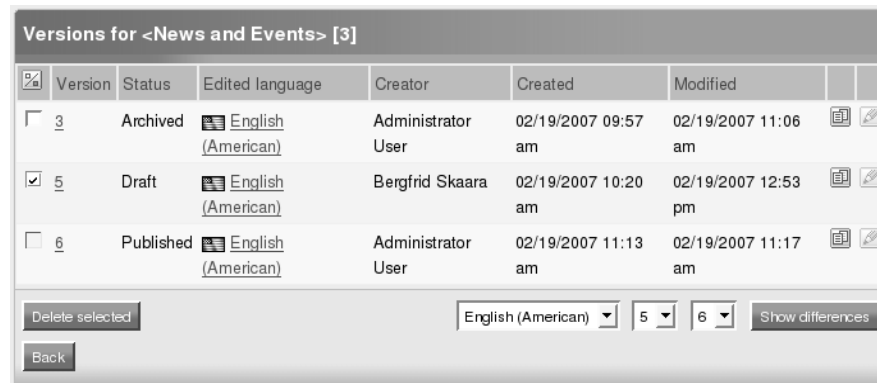 Versions for <News and Events> [3]
Version Status Edited language Creator Created Modified
3 Archived English Administrator 02/19/2007 09:57 02/19/2007 11:06
(American) User am am
5 Draft English Bergfrid Skaara 02/19/2007 10:20 02/19/2007 12:53
(American) am pm
6 Published English Administrator 02/19/2007 11:13 02/19/2007 11:17
(American) User am am
Delete selected English (American) 5 6 Show differences
Back